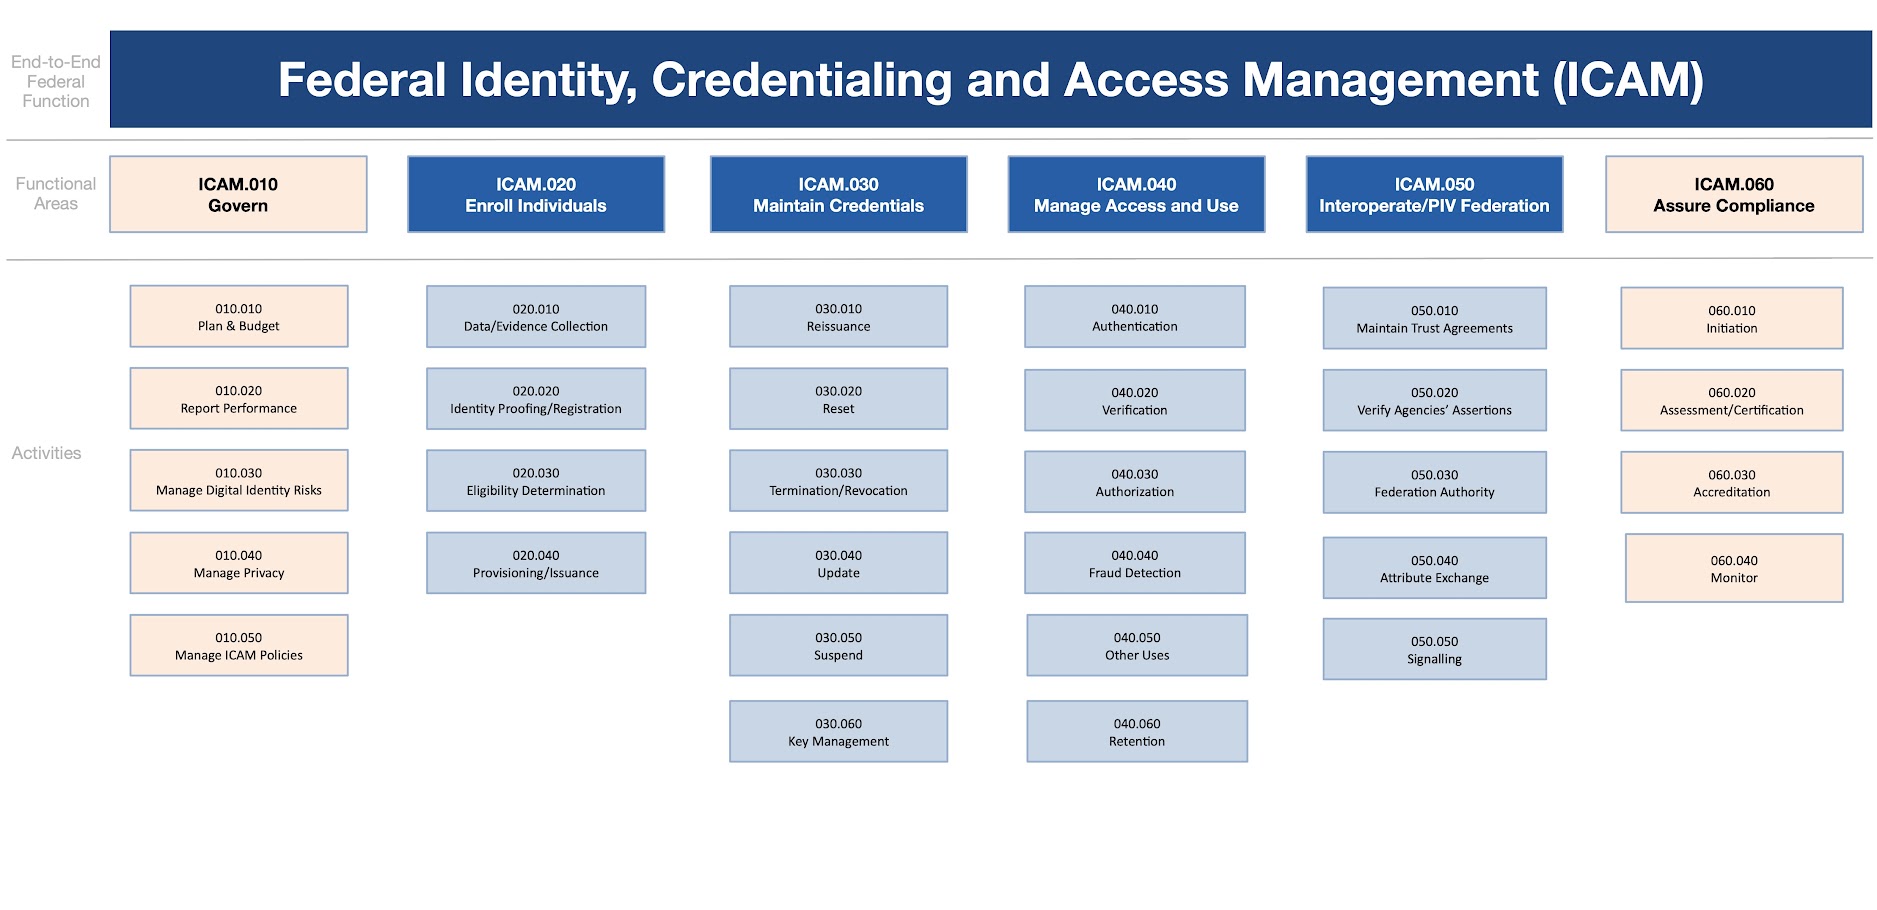 End-to-End
Federal
Function
Federal Identity, Credentialing and Access Management (ICAM)
Functional
Areas
ICAM.010
Govern
ICAM.020
Enroll Individuals
ICAM.030
Maintain Credentials
ICAM.040
Manage Access and Use
ICAM.050
Interoperate/PIV Federation
ICAM.060
Assure Compliance
Activities
010.010
Plan & Budget
010.020
Report Performance
010.030
Manage Digital Identity Risks
010.040
Manage Privacy
010.050
Manage ICAM Policies
020.010
Data/Evidence Collection
020.020
Identity Proofing/Registration
020.030
Eligibility Determination
020.040
Provisioning/Issuance
030.010
Reissuance
030.020
Reset
030.030
Termination/Revocation
030.040
Update
030.050
Suspend
030.060
Key Management
040.010
Authentication
040.020
Verification
040.030
Authorization
040.040
Fraud Detection
040.050
Other Uses
040.060
Retention
050.010
Maintain Trust Agreements
050.020
Verify Agencies’ Assertions
050.030
Federation Authority
050.040
Attribute Exchange
050.050
Signalling
060.010
Initiation
060.020
Assessment/Certification
060.030
Accreditation
060.040
Monitor